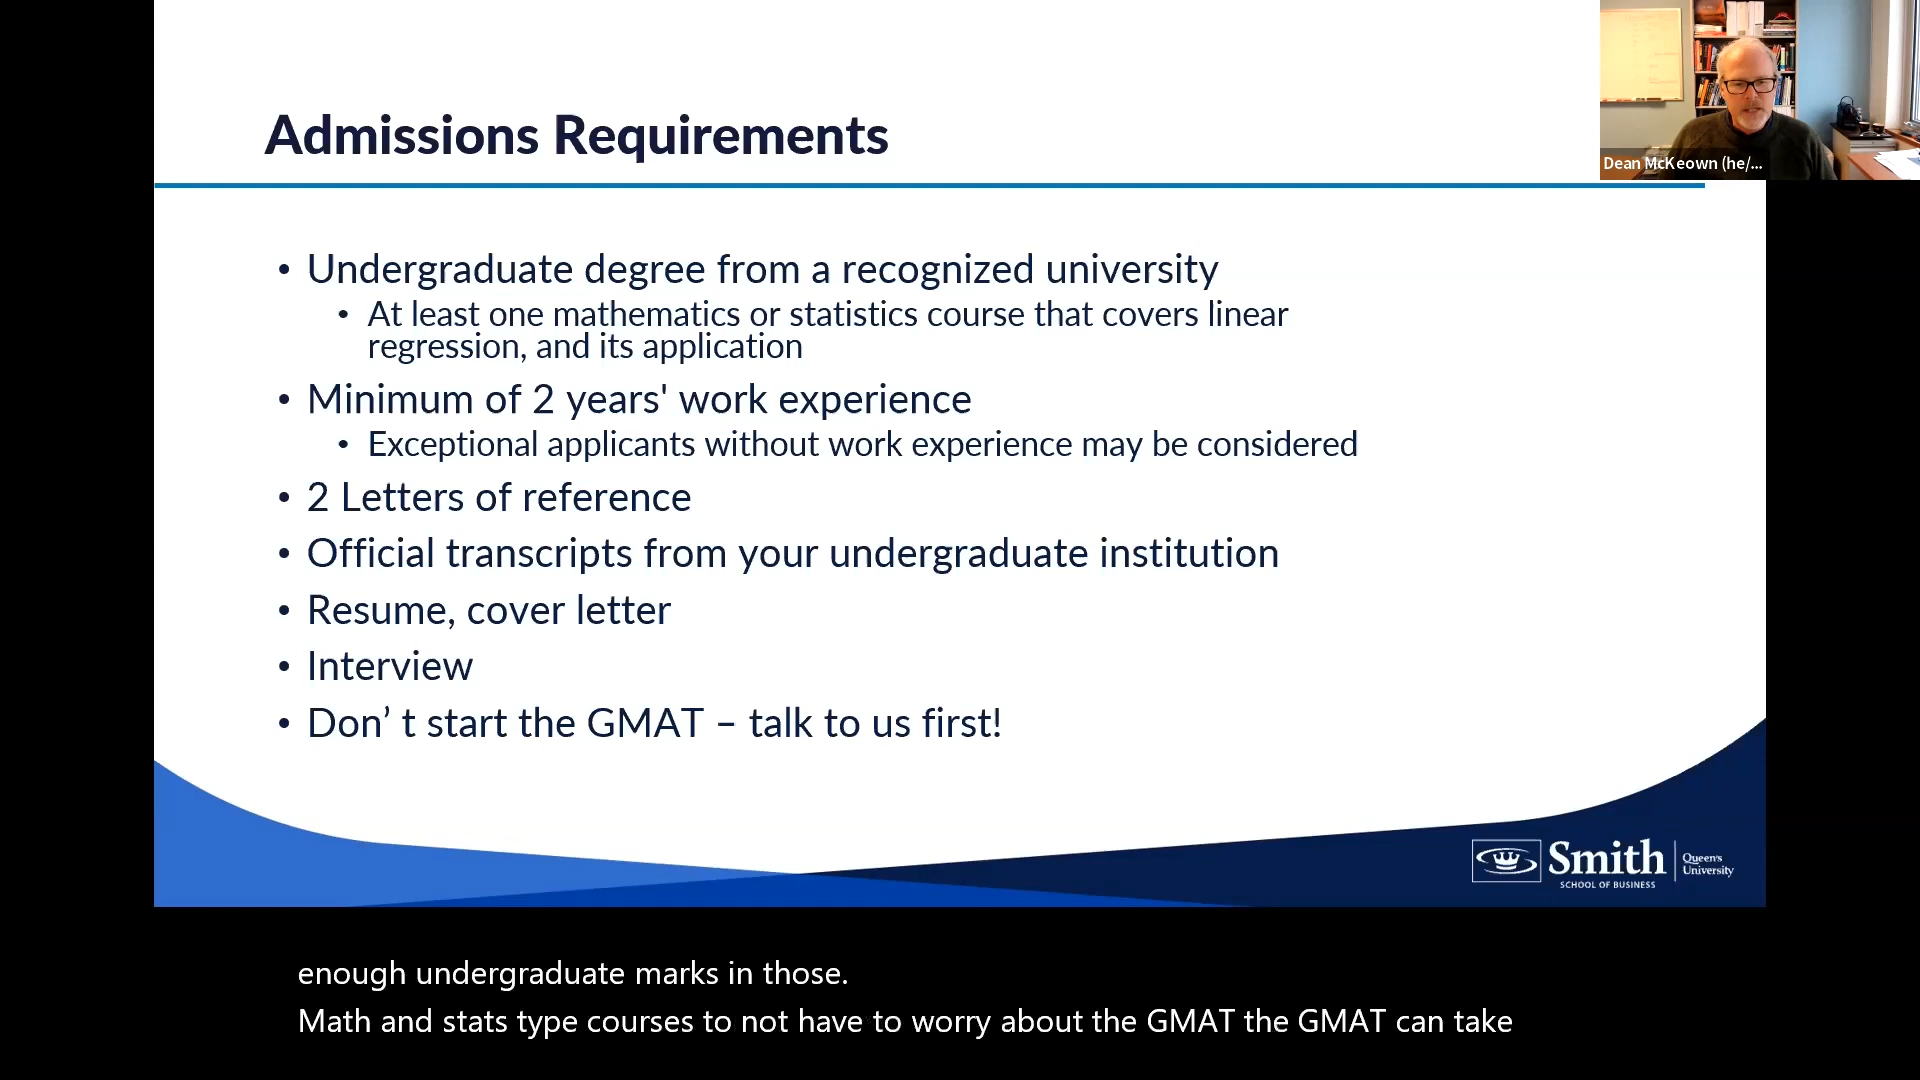 Admissions Requirements
Dean McKeown (he/...
• Undergraduate degree from a recognized university
• At least one mathematics or statistics course that covers linear
regression, and its application
• Minimum of 2 years' work experience
• Exceptional applicants without work experience may be considered
• 2 Letters of reference
• Official transcripts from your undergraduate institution
• Resume, cover letter
• Interview
• Don’ t start the GMAT – talk to us first!
Smith
SCHOOL OF BUSINESS
Queen's
University
enough undergraduate marks in those.
Math and stats type courses to not have to worry about the GMAT the GMAT can take